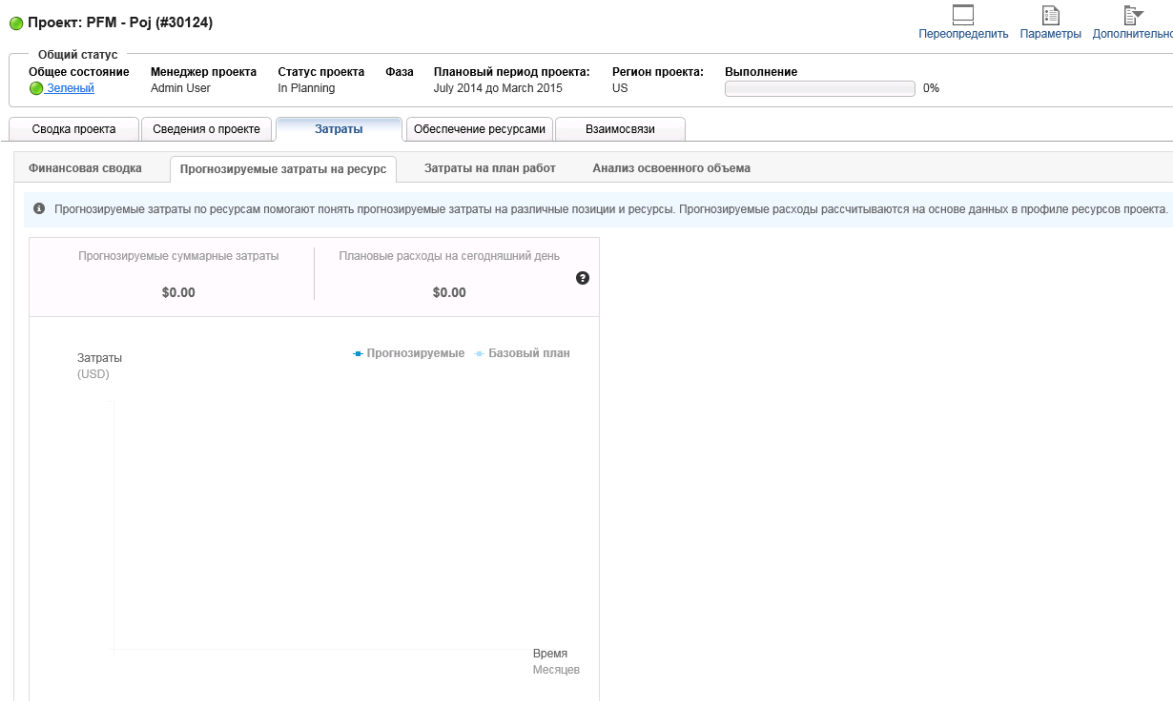 Проект: PFM - Poj (#30124)
Переопределить Параметры Дополнительно
Общий статус
Общее состояние Менеджер проекта Статус проекта Фаза Плановый период проекта: Регион проекта: Выполнение
Зеленый Admin User In Planning July 2014 до March 2015 US 0%
Сводка проекта Сведения о проекте Затраты Обеспечение ресурсами Взаимосвязи
Финансовая сводка Прогнозируемые затраты на ресурс Затраты на план работ Анализ освоенного объема
Прогнозируемые затраты по ресурсам помогают понять прогнозируемые затраты на различные позиции и ресурсы. Прогнозируемые расходы рассчитываются на основе данных в профиле ресурсов проекта.
Прогнозируемые суммарные затраты Плановые расходы на сегодняшний день
$0.00 $0.00
Прогнозируемые Базовый план
Затраты
(USD)
Время
Месяцев